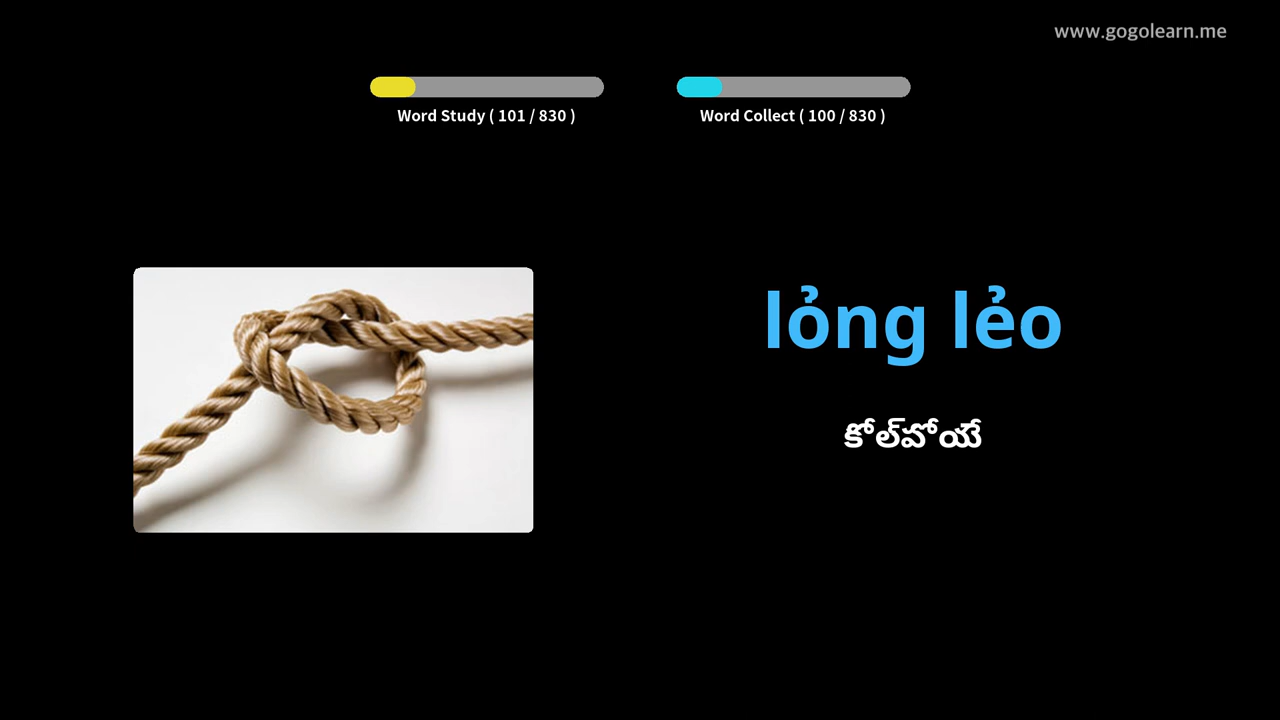 www.gogolearn.me
Word Study ( 101 / 830 )
Word Collect ( 100 / 830 )
lỏng lẻo
కోల్‌పోయే